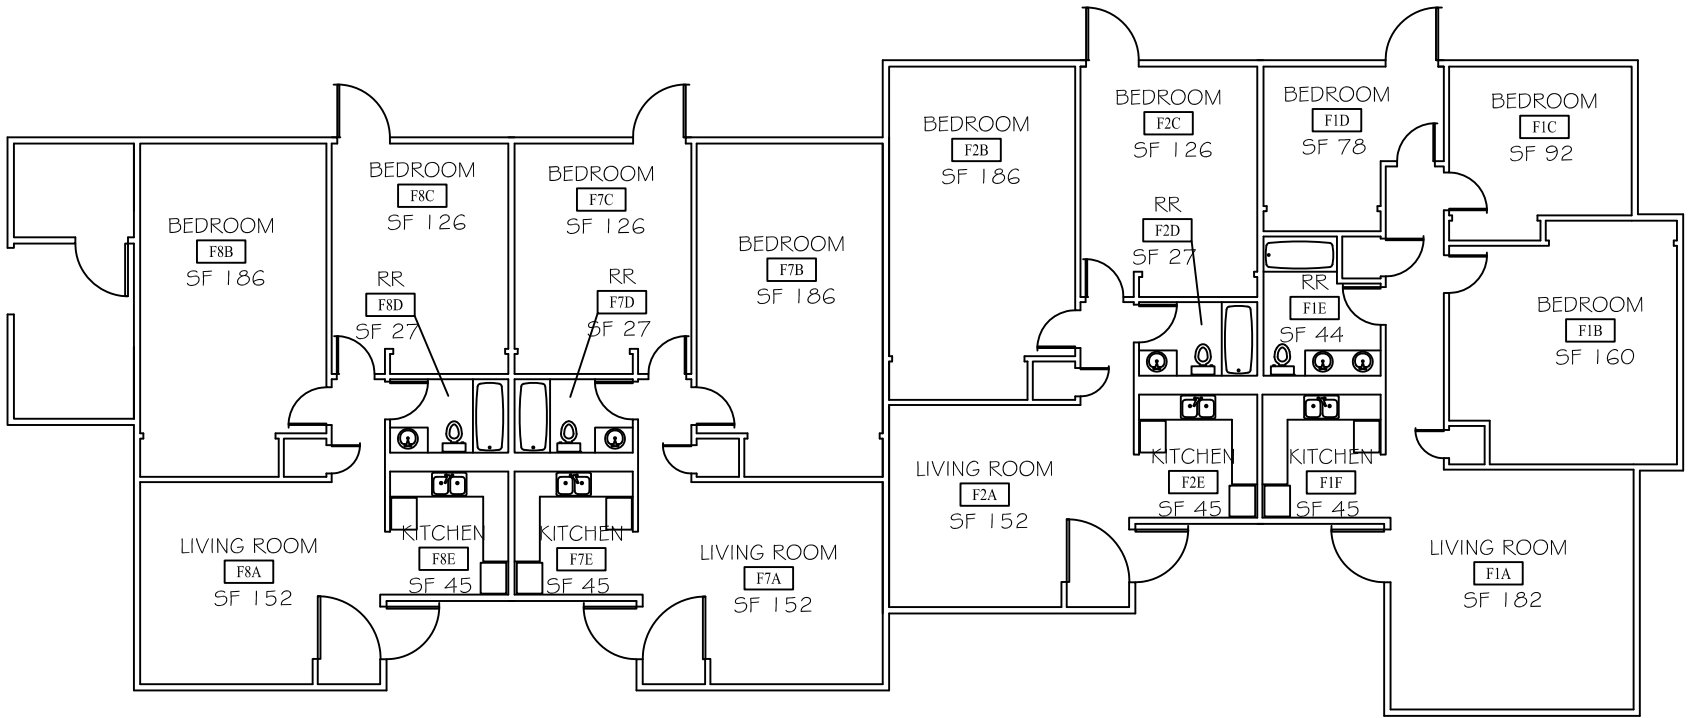 BEDROOM
F8B
SF 186
BEDROOM
F8C
SF 126
RR
F8D
SF 27
KITCHEN
F8E
SF 45
LIVING ROOM
F8A
SF 152
BEDROOM
F7C
SF 126
RR
F7D
SF 27
BEDROOM
F7B
SF 186
KITCHEN
F7E
SF 45
LIVING ROOM
F7A
SF 152
BEDROOM
F2B
SF 186
BEDROOM
F2C
SF 126
RR
F2D
SF 27
LIVING ROOM
F2A
SF 152
KITCHEN
F2E
SF 45
BEDROOM
F1D
SF 78
BEDROOM
F1C
SF 92
RR
F1E
SF 44
BEDROOM
F1B
SF 160
KITCHEN
F1F
SF 45
LIVING ROOM
F1A
SF 182